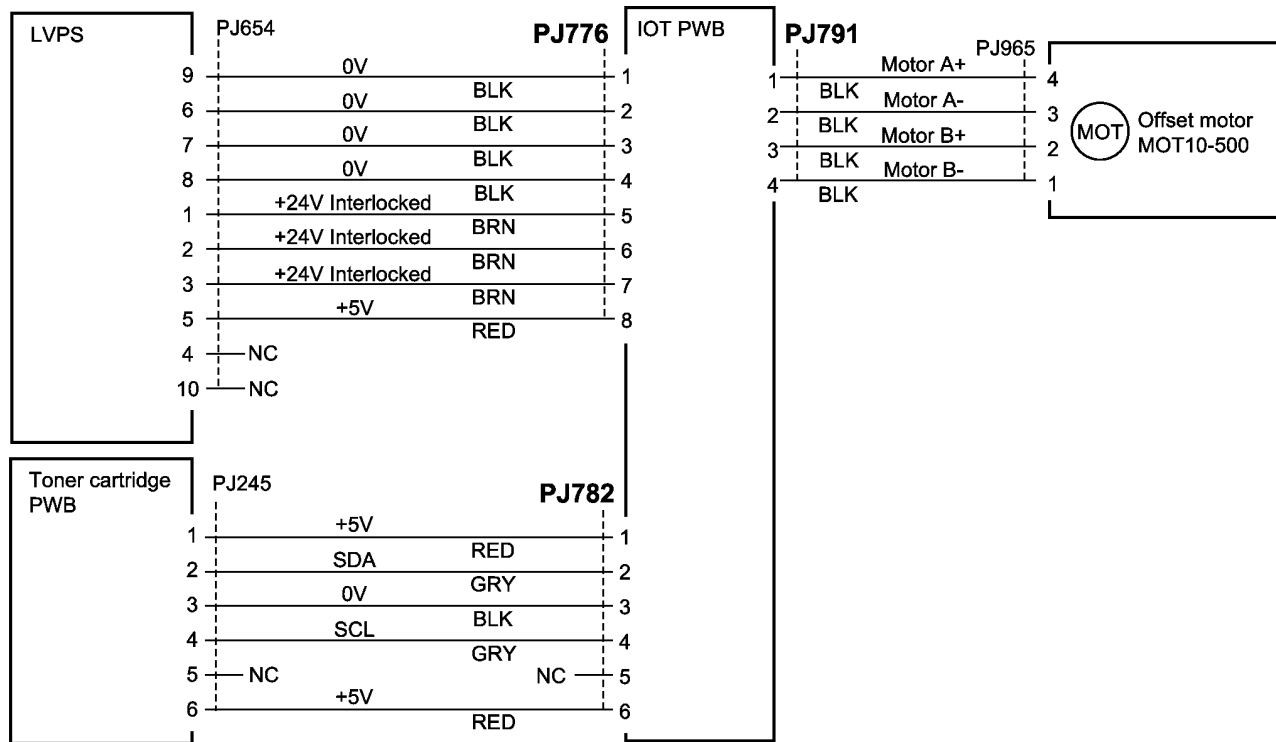 LVPS
PJ654
PJ776
IOT PWB
PJ791
PJ965
9 0V BLK 1
6 0V BLK 2
7 0V BLK 3
8 0V BLK 4
1 +24V Interlocked BRN 5
2 +24V Interlocked BRN 6
3 +24V Interlocked BRN 7
5 +5V RED 8
4 NC
10 NC
1 BLK Motor A+ 4
2 BLK Motor A- 3
3 BLK Motor B+ 2
4 BLK Motor B- 1
MOT
Offset motor
MOT10-500
Toner cartridge
PWB
PJ245
PJ782
1 +5V RED 1
2 SDA GRY 2
3 0V BLK 3
4 SCL GRY 4
5 NC NC 5
6 +5V RED 6